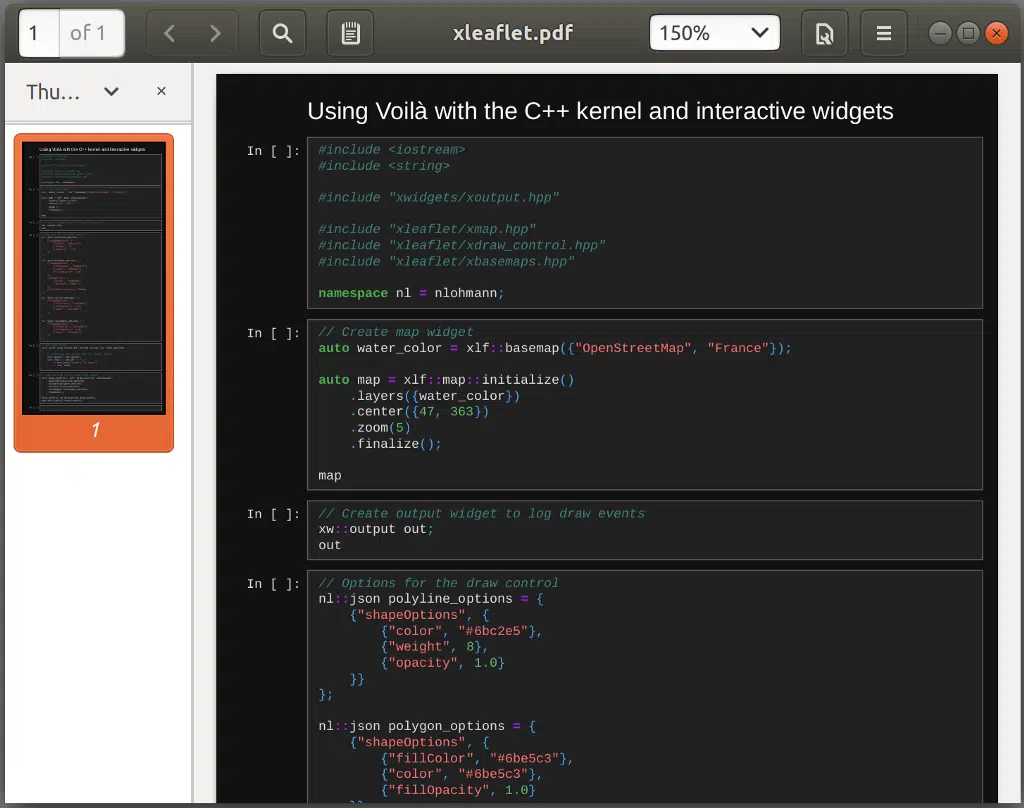 1 of 1
xleaflet.pdf
150%
Thu...
1
Using Voilà with the C++ kernel and interactive widgets
In [ ]:
#include <iostream>
#include <string>
#include "xwidgets/xoutput.hpp"
#include "xleaflet/xmap.hpp"
#include "xleaflet/xdraw_control.hpp"
#include "xleaflet/xbasemaps.hpp"
namespace nl = nlohmann;
In [ ]:
// Create map widget
auto water_color = xlf::basemap({"OpenStreetMap", "France"});
auto map = xlf::map::initialize()
.layers({water_color})
.center({47, 363})
.zoom(5)
.finalize();
map
In [ ]:
// Create output widget to log draw events
xw::output out;
out
In [ ]:
// Options for the draw control
nl::json polyline_options = {
{"shapeOptions", {
{"color", "#6bc2e5"},
{"weight", 8},
{"opacity", 1.0}
}}
};
nl::json polygon_options = {
{"shapeOptions", {
{"fillColor", "#6be5c3"},
{"color", "#6be5c3"},
{"fillOpacity", 1.0}